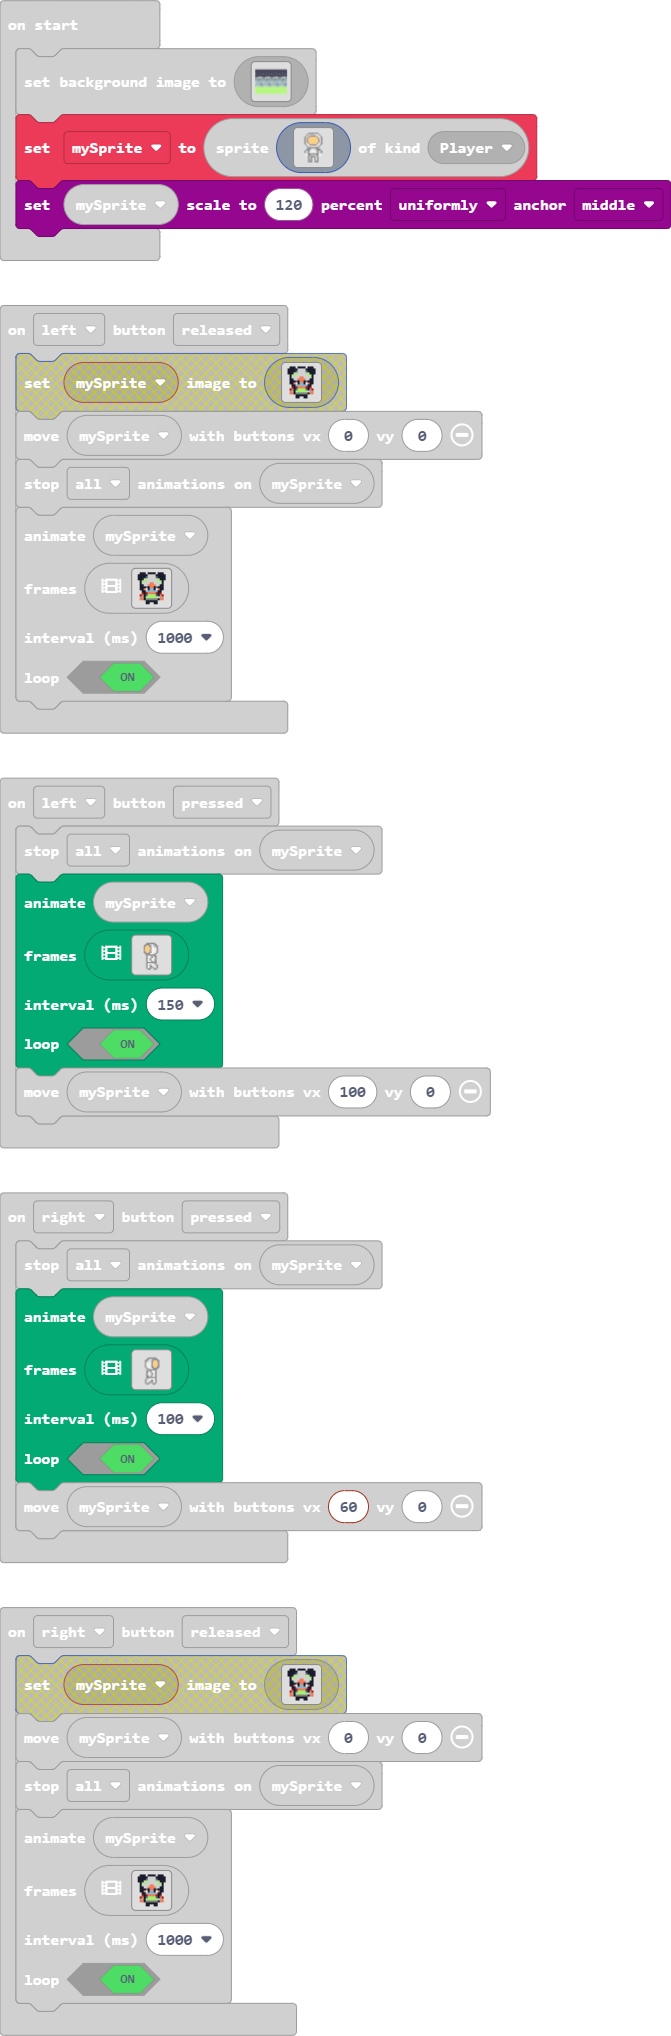 on start
set background image to
set mySprite to sprite of kind Player
set mySprite scale to 120 percent uniformly anchor middle
on left button released
set mySprite image to
move mySprite with buttons vx 0 vy 0
stop all animations on mySprite
animate mySprite
frames
interval (ms) 1000
loop ON
on left button pressed
stop all animations on mySprite
animate mySprite
frames
interval (ms) 150
loop ON
move mySprite with buttons vx 100 vy 0
on right button pressed
stop all animations on mySprite
animate mySprite
frames
interval (ms) 100
loop ON
move mySprite with buttons vx 60 vy 0
on right button released
set mySprite image to
move mySprite with buttons vx 0 vy 0
stop all animations on mySprite
animate mySprite
frames
interval (ms) 1000
loop ON